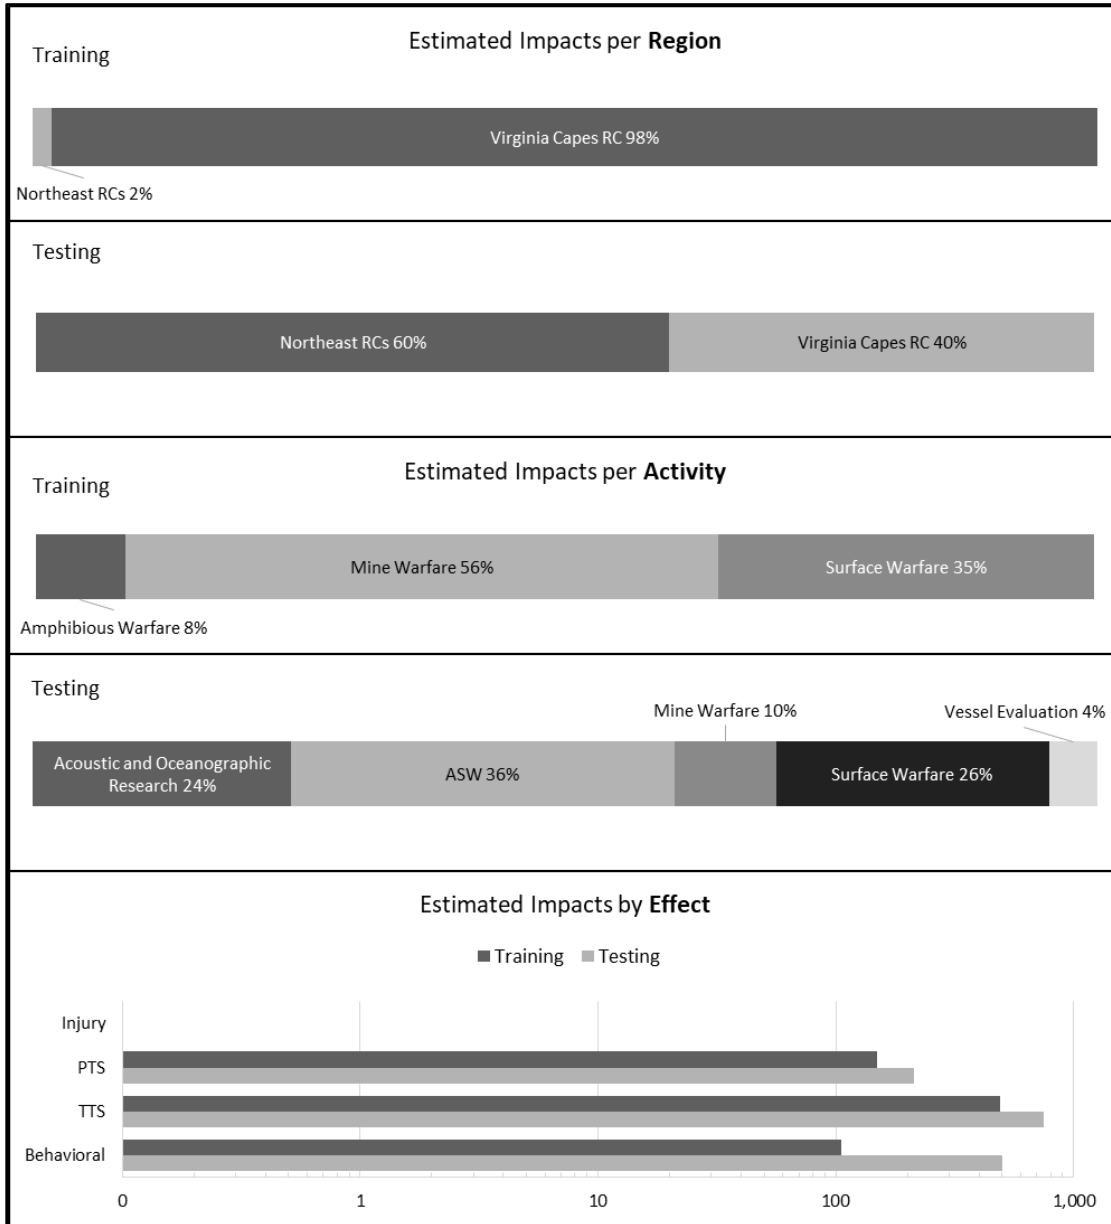 Estimated Impacts per Region
Training
Virginia Capes RC 98%
Northeast RCs 2%
Testing
Northeast RCs 60%
Virginia Capes RC 40%
Estimated Impacts per Activity
Training
Mine Warfare 56%
Surface Warfare 35%
Amphibious Warfare 8%
Testing
Mine Warfare 10%
Vessel Evaluation 4%
Acoustic and Oceanographic
Research 24%
ASW 36%
Surface Warfare 26%
Estimated Impacts by Effect
Training Testing
Injury
PTS
TTS
Behavioral
0 1 10 100 1,000